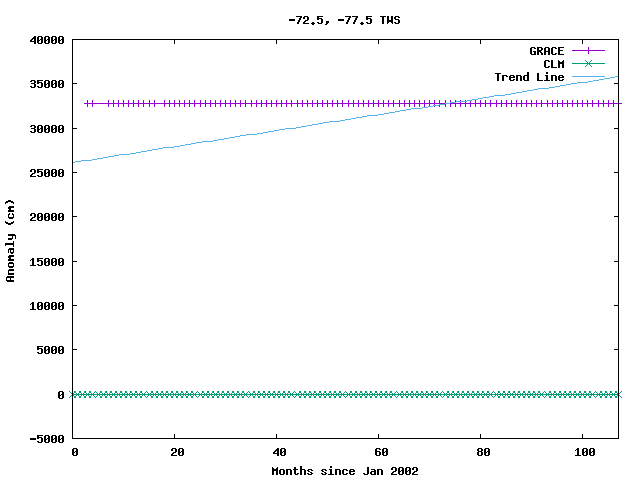 -72.5, -77.5 TWS
40000
35000
30000
25000
20000
15000
10000
5000
0
-5000
Anomaly (cm)
GRACE
CLM
Trend Line
0 20 40 60 80 100
Months since Jan 2002